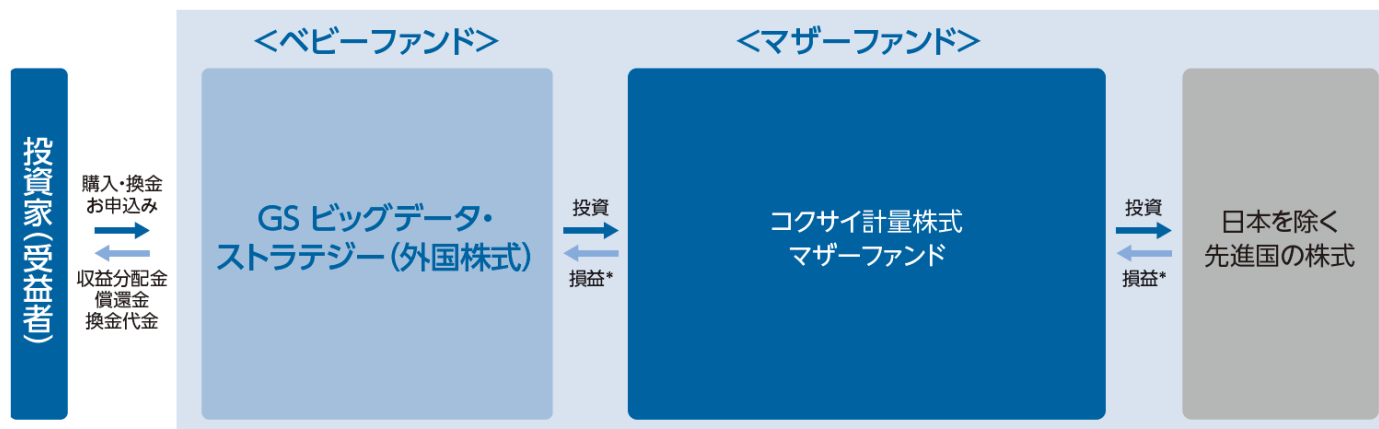 <ベビーファンド>
<マザーファンド>
投資家(受益者)
購入・換金
お申込み
収益分配金
償還金
換金代金
GS ビッグデータ・
ストラテジー(外国株式)
投資
損益*
コクサイ計量株式
マザーファンド
投資
損益*
日本を除く
先進国の株式